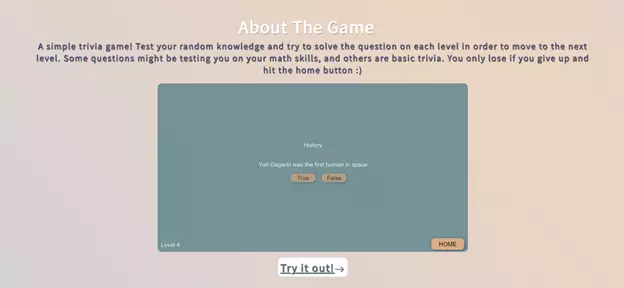 About The Game
A simple trivia game! Test your random knowledge and try to solve the question on each level in order to move to the next
level. Some questions might be testing you on your math skills, and others are basic trivia. You only lose if you give up and
hit the home button :)
History
Yuri Gagarin was the first human in space
True False
Level 4
HOME
Try it out!→